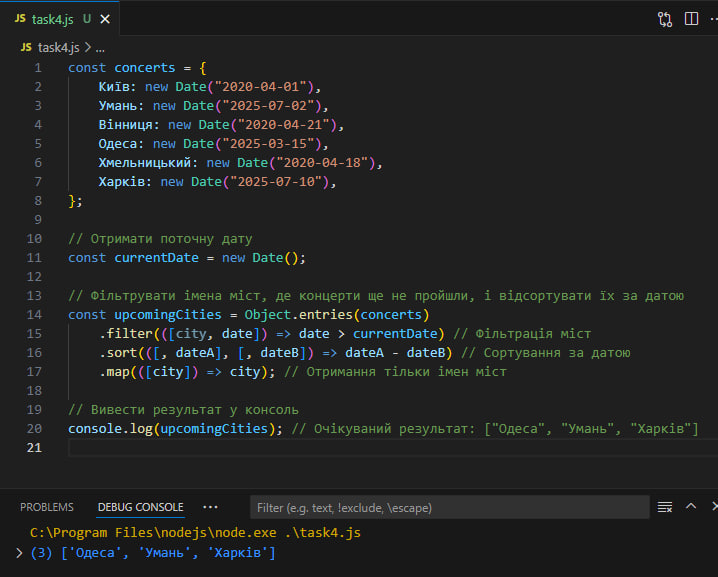 JS task4.js U
JS task4.js > ...
1 const concerts = {
2 Київ: new Date("2020-04-01"),
3 Умань: new Date("2025-07-02"),
4 Вінниця: new Date("2020-04-21"),
5 Одеса: new Date("2025-03-15"),
6 Хмельницький: new Date("2020-04-18"),
7 Харків: new Date("2025-07-10"),
8 };
9
10 // Отримати поточну дату
11 const currentDate = new Date();
12
13 // Фільтрувати імена міст, де концерти ще не пройшли, і відсортувати їх за датою
14 const upcomingCities = Object.entries(concerts)
15 .filter(([city, date]) => date > currentDate) // Фільтрація міст
16 .sort(([, dateA], [, dateB]) => dateA - dateB) // Сортування за датою
17 .map(([city]) => city); // Отримання тільки імен міст
18
19 // Вивести результат у консоль
20 console.log(upcomingCities); // Очікуваний результат: ["Одеса", "Умань", "Харків"]
21
PROBLEMS DEBUG CONSOLE ··· Filter (e.g. text, !exclude, \escape)
C:\Program Files\nodejs\node.exe .\task4.js
> (3) ['Одеса', 'Умань', 'Харків']